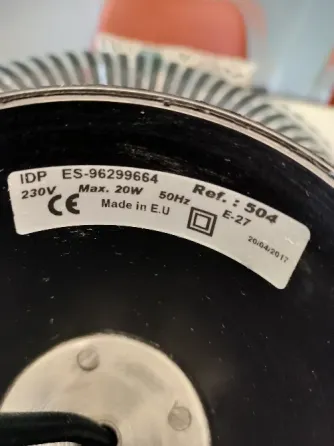 IDP ES-96299664 Ref. : 504
230V Max. 20W 50Hz E-27
CE Made in E.U 20/04/2017